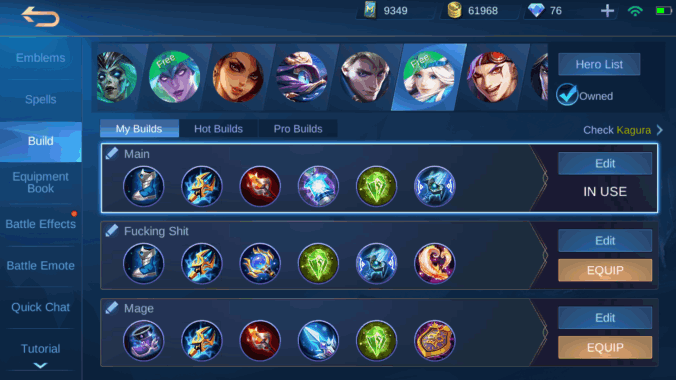 9349
61968
76
Emblems
Spells
Build
Equipment
Book
Battle Effects
Battle Emote
Quick Chat
Tutorial
Free
Free
Hero List
Owned
My Builds
Hot Builds
Pro Builds
Check Kagura
Main
Edit
IN USE
Fucking Shit
Edit
EQUIP
Mage
Edit
EQUIP